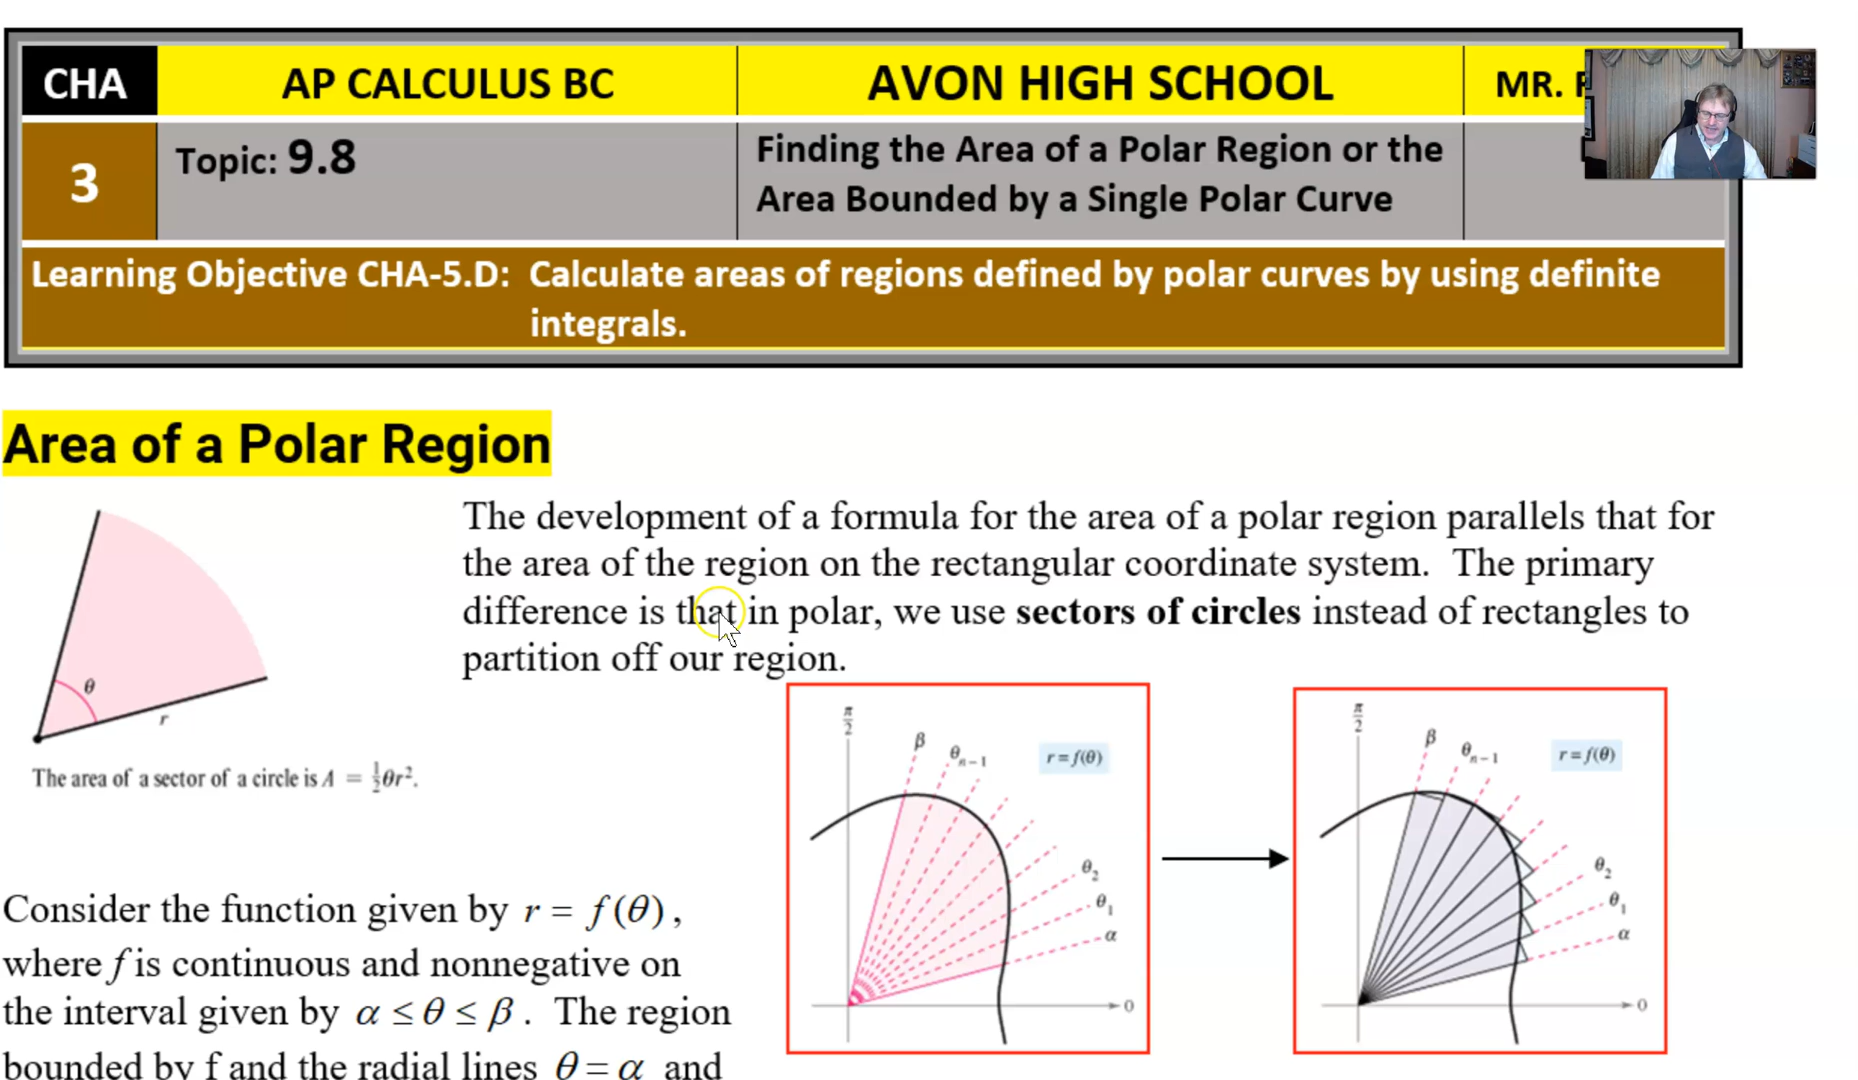 CHA
AP CALCULUS BC
AVON HIGH SCHOOL
MR.
3
Topic: 9.8
Finding the Area of a Polar Region or the
Area Bounded by a Single Polar Curve
Learning Objective CHA-5.D: Calculate areas of regions defined by polar curves by using definite
integrals.
Area of a Polar Region
The development of a formula for the area of a polar region parallels that for
the area of the region on the rectangular coordinate system. The primary
difference is that in polar, we use sectors of circles instead of rectangles to
partition off our region.
θ
r
The area of a sector of a circle is A = ½θr².
π/2
β
θₙ₋₁
r = f(θ)
θ₂
θ₁
α
0
π/2
β
θₙ₋₁
r = f(θ)
θ₂
θ₁
α
0
Consider the function given by r = f(θ),
where f is continuous and nonnegative on
the interval given by α ≤ θ ≤ β. The region
bounded by f and the radial lines θ = α and